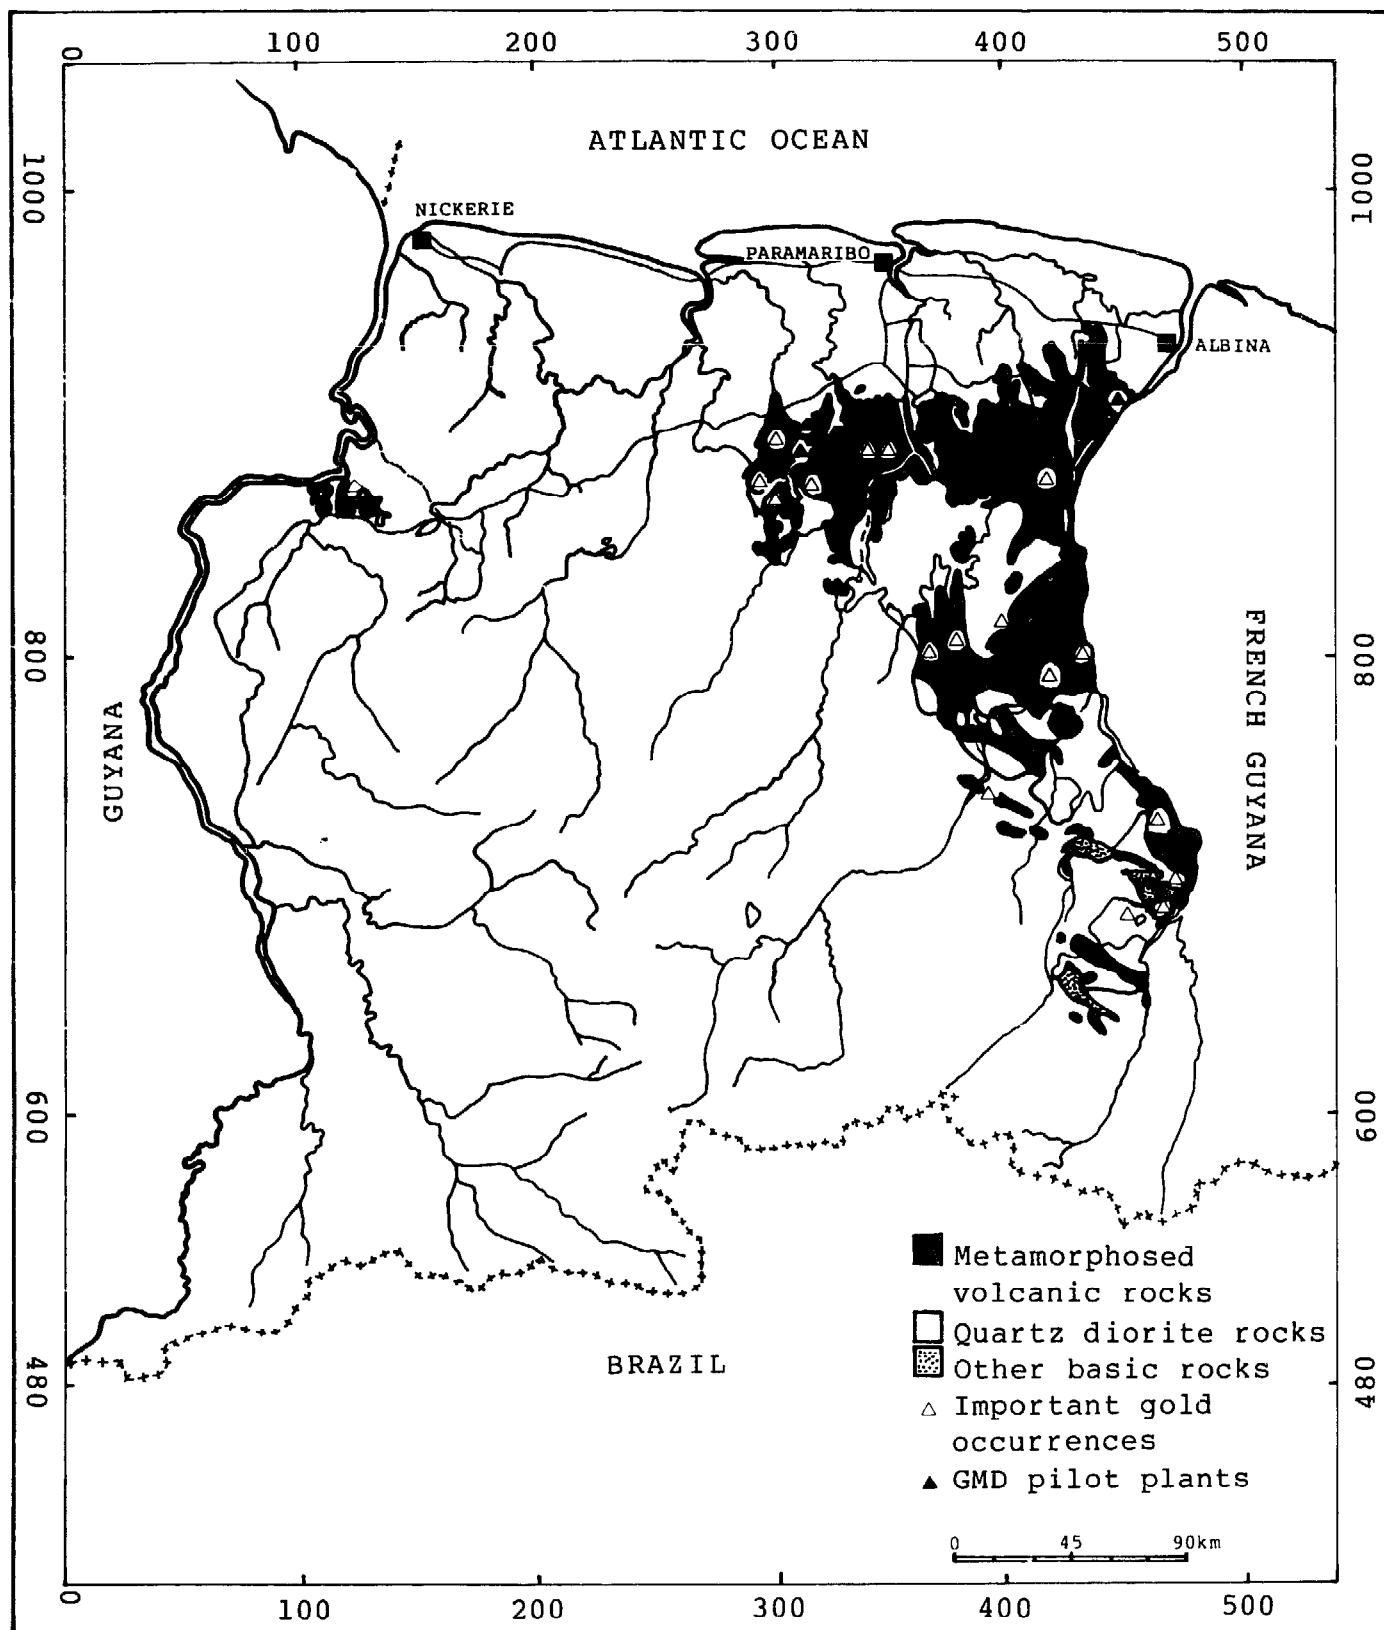 0 100 200 300 400 500
ATLANTIC OCEAN
1000
1000
NICKERIE
PARAMARIBO
ALBINA
800
800
GUYANA
FRENCH GUYANA
600
600
Metamorphosed
volcanic rocks
Quartz diorite rocks
BRAZIL
Other basic rocks
480
480
Important gold
occurrences
GMD pilot plants
0 45 90km
0 100 200 300 400 500